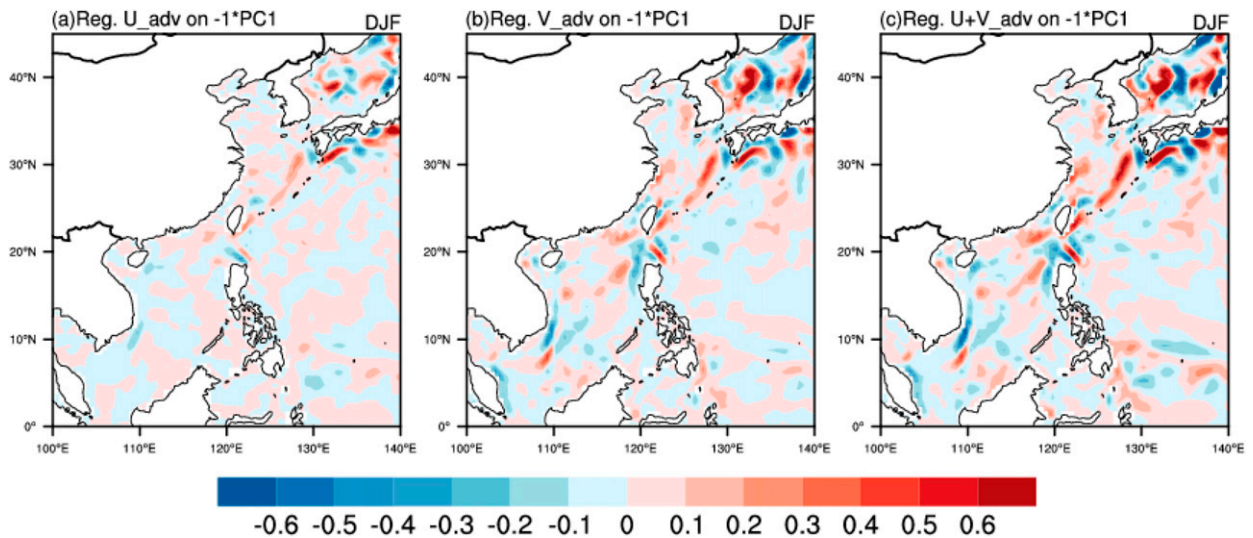 (a)Reg. U_adv on -1*PC1 DJF
(b)Reg. V_adv on -1*PC1 DJF
(c)Reg. U+V_adv on -1*PC1 DJF
40°N
30°N
20°N
10°N
0°
100°E 110°E 120°E 130°E 140°E
40°N
30°N
20°N
10°N
0°
100°E 110°E 120°E 130°E 140°E
40°N
30°N
20°N
10°N
0°
100°E 110°E 120°E 130°E 140°E
-0.6 -0.5 -0.4 -0.3 -0.2 -0.1 0 0.1 0.2 0.3 0.4 0.5 0.6